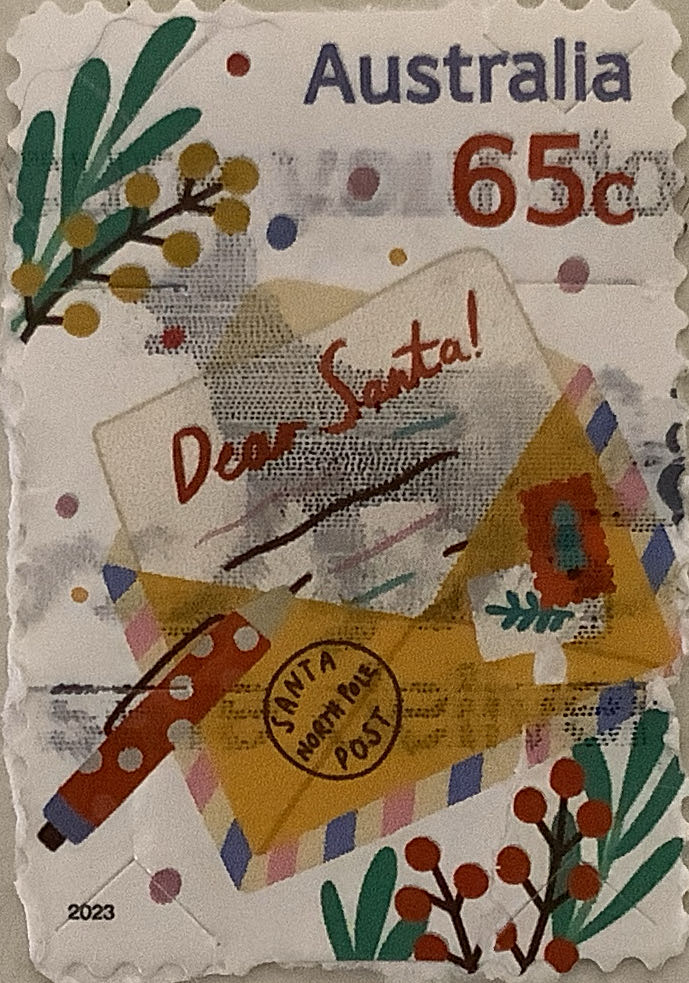 Australia
65c
Dear Santa!
SANTA
NORTH POLE
POST
2023